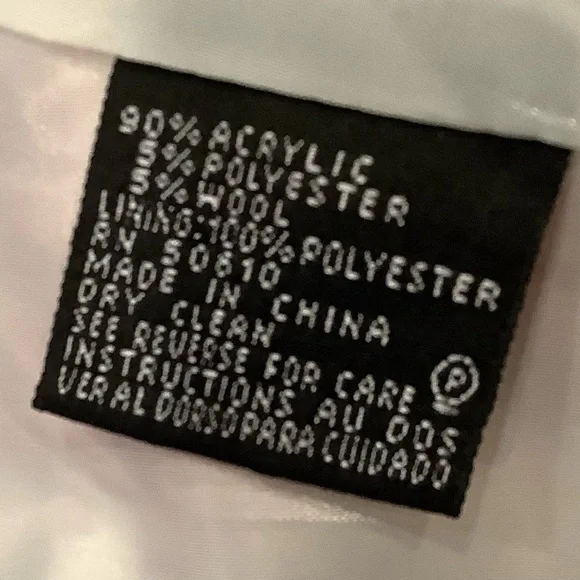 90% ACRYLIC
5% POLYESTER
5% WOOL
LINING:100% POLYESTER
RN 50610
MADE IN CHINA
DRY CLEAN
SEE REVERSE FOR CARE Ⓟ
INSTRUCTIONS AU DOS
VER AL DORSO PARA CUIDADO